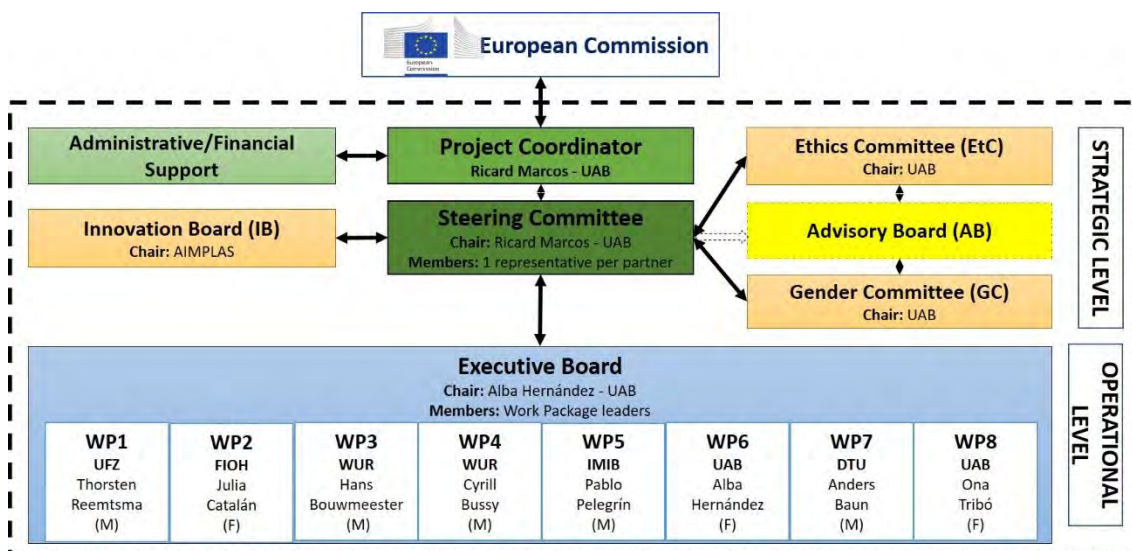 European
Commission
European Commission
Administrative/Financial
Support
Project Coordinator
Ricard Marcos - UAB
Ethics Committee (EtC)
Chair: UAB
Innovation Board (IB)
Chair: AIMPLAS
Steering Committee
Chair: Ricard Marcos - UAB
Members: 1 representative per partner
Advisory Board (AB)
Gender Committee (GC)
Chair: UAB
STRATEGIC LEVEL
Executive Board
Chair: Alba Hernández - UAB
Members: Work Package leaders
WP1
UFZ
Thorsten
Reemtsma
(M)
WP2
FIOH
Julia
Catalán
(F)
WP3
WUR
Hans
Bouwmeester
(M)
WP4
WUR
Cyrill
Bussy
(M)
WP5
IMIB
Pablo
Pelegrín
(M)
WP6
UAB
Alba
Hernández
(F)
WP7
DTU
Anders
Baun
(M)
WP8
UAB
Ona
Tribó
(F)
OPERATIONAL
LEVEL